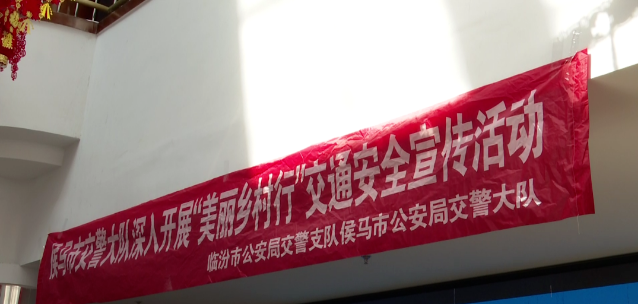 侯马市交警大队深入开展“美丽乡村行”交通安全宣传活动
临汾市公安局交警支队侯马市公安局交警大队